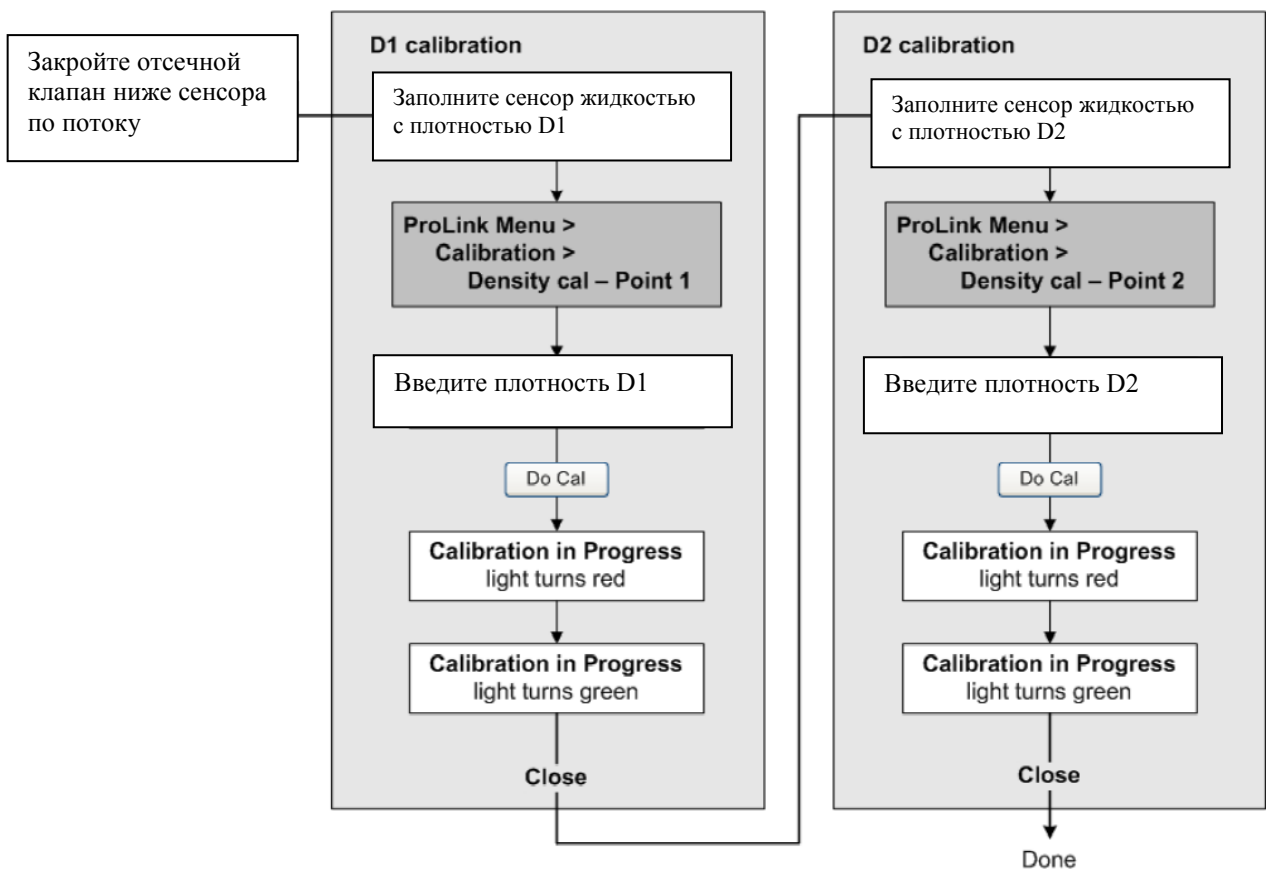 Закройте отсечной
клапан ниже сенсора
по потоку
D1 calibration
Заполните сенсор жидкостью
с плотностью D1
ProLink Menu >
Calibration >
Density cal – Point 1
Введите плотность D1
Do Cal
Calibration in Progress
light turns red
Calibration in Progress
light turns green
Close
D2 calibration
Заполните сенсор жидкостью
с плотностью D2
ProLink Menu >
Calibration >
Density cal – Point 2
Введите плотность D2
Do Cal
Calibration in Progress
light turns red
Calibration in Progress
light turns green
Close
Done